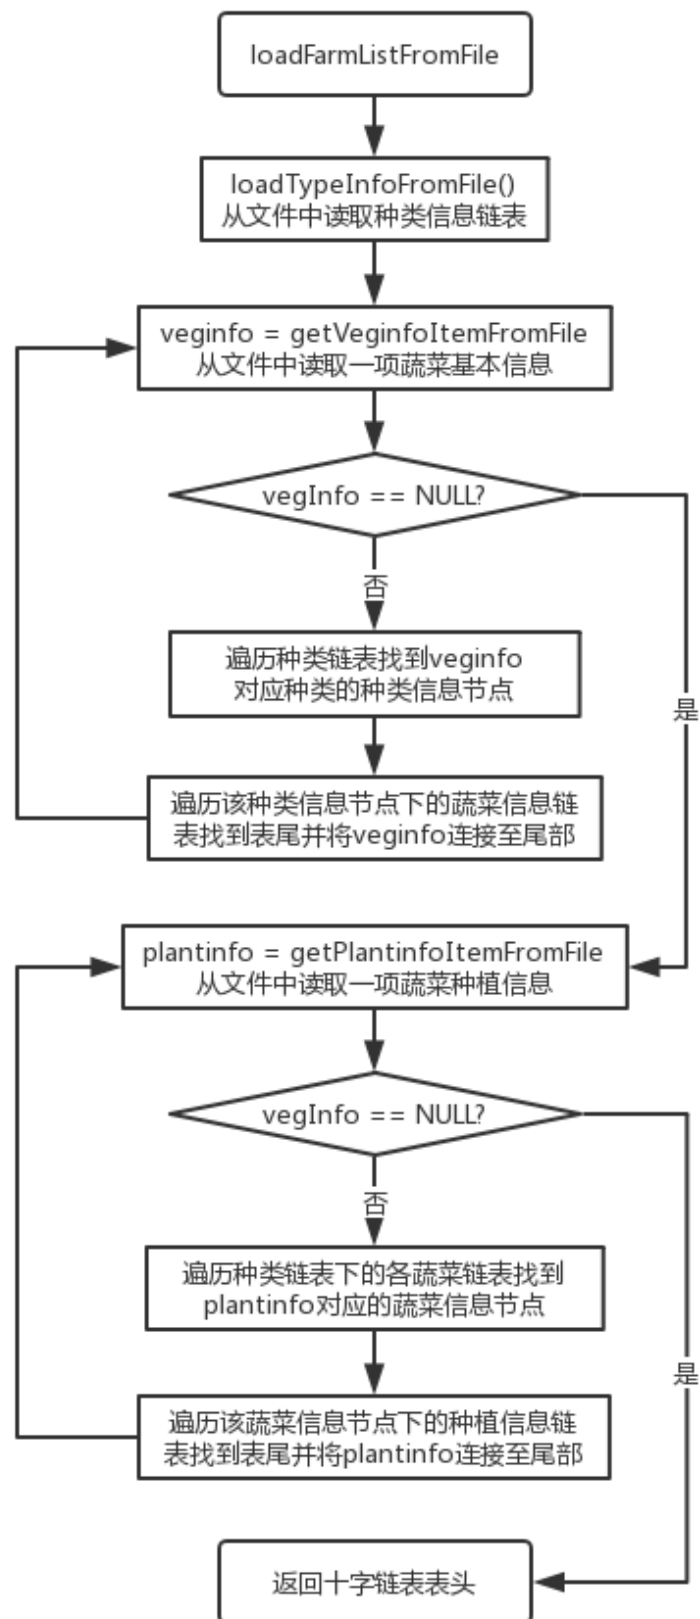 loadFarmListFromFile
loadTypeInfoFromFile()
从文件中读取种类信息链表
veginfo = getVeginfoItemFromFile
从文件中读取一项蔬菜基本信息
vegInfo == NULL?
否
遍历种类链表找到veginfo
对应种类的种类信息节点
是
遍历该种类信息节点下的蔬菜信息链
表找到表尾并将veginfo连接至尾部
plantinfo = getPlantinfoItemFromFile
从文件中读取一项蔬菜种植信息
vegInfo == NULL?
否
遍历种类链表下的各蔬菜链表找到
plantinfo对应的蔬菜信息节点
是
遍历该蔬菜信息节点下的种植信息链
表找到表尾并将plantinfo连接至尾部
返回十字链表表头